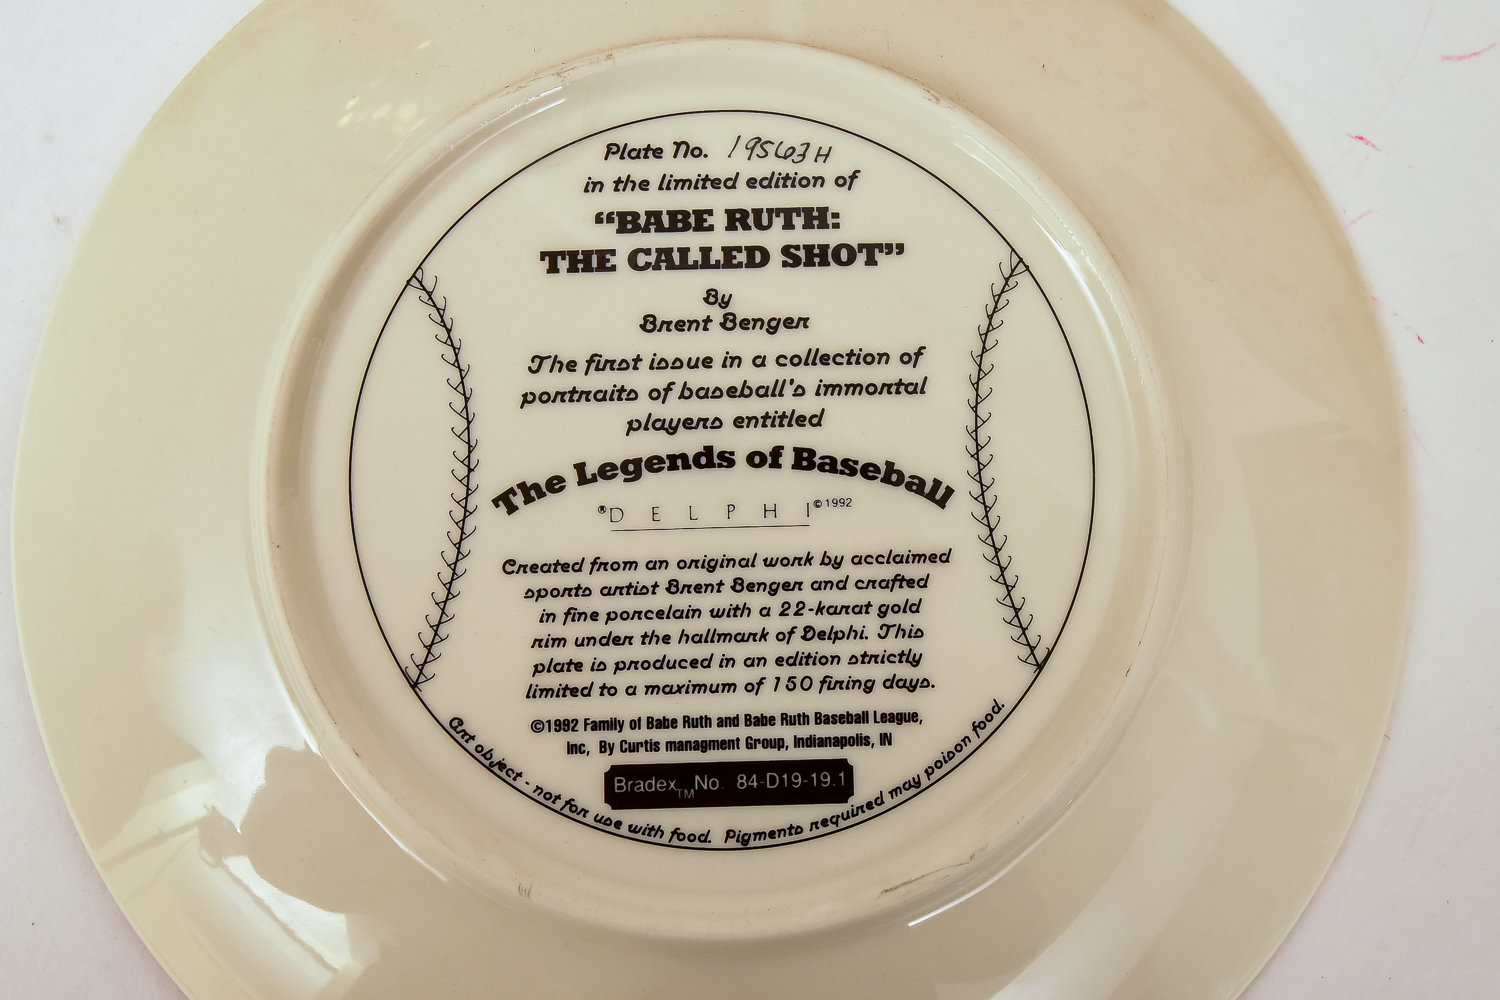 Plate No. 19563H
in the limited edition of
“BABE RUTH:
THE CALLED SHOT”
By
Brent Benger
The first issue in a collection of
portraits of baseball's immortal
players entitled
The Legends of Baseball
®DELPHI©1992
Created from an original work by acclaimed
sports artist Brent Benger and crafted
in fine porcelain with a 22-karat gold
rim under the hallmark of Delphi. This
plate is produced in an edition strictly
limited to a maximum of 150 firing days.
©1992 Family of Babe Ruth and Babe Ruth Baseball League,
Inc, By Curtis managment Group, Indianapolis, IN
Bradex™ No. 84-D19-19.1
Art object - not for use with food. Pigments required may poison food.